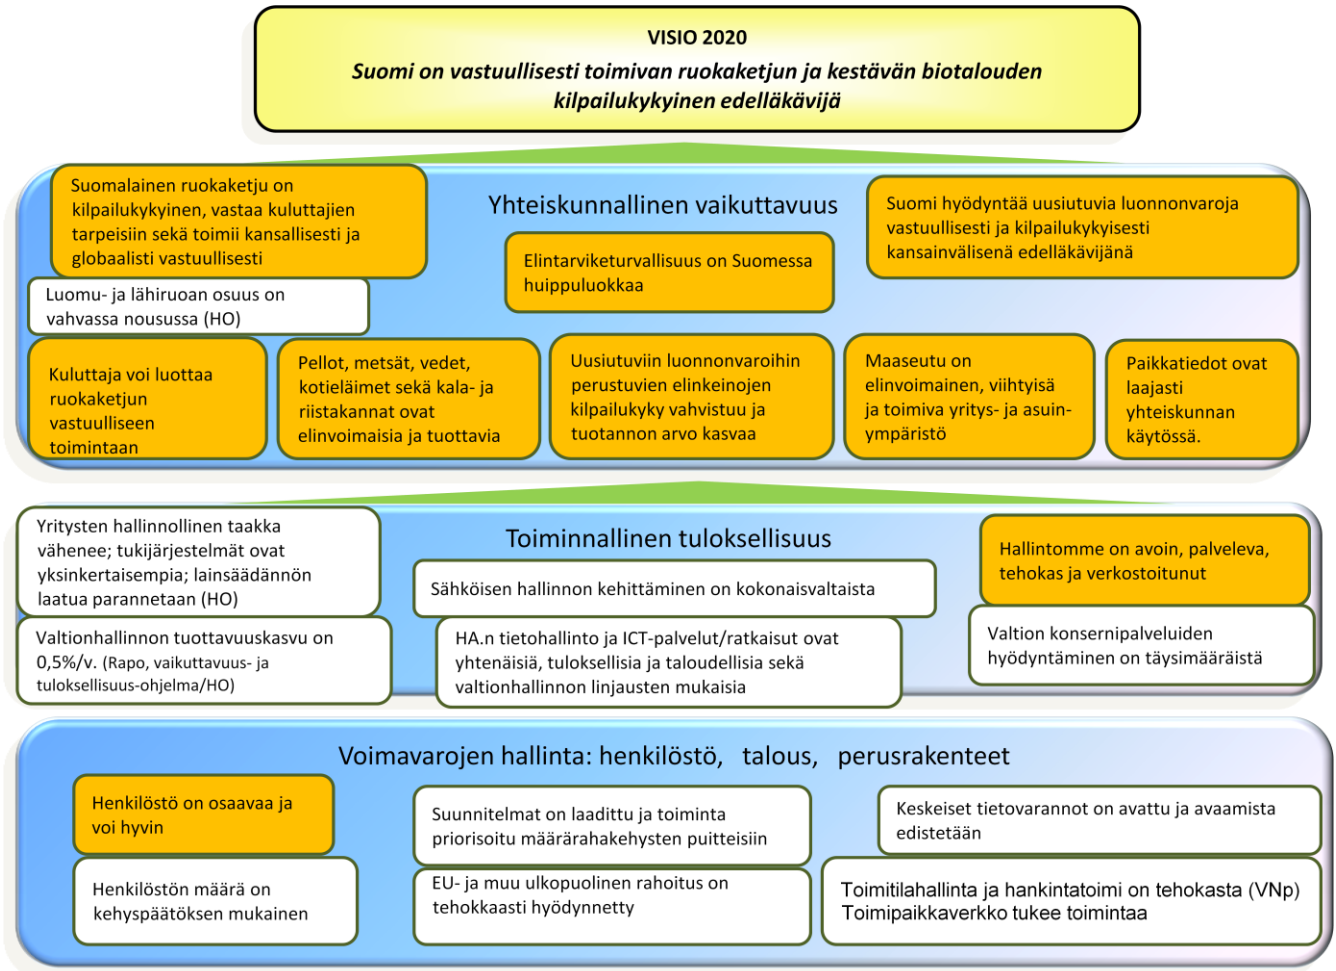 VISIO 2020
Suomi on vastuullisesti toimivan ruokaketjun ja kestävän biotalouden
kilpailukykyinen edelläkävijä
Suomalainen ruokaketju on
kilpailukykyinen, vastaa kuluttajien
tarpeisiin sekä toimii kansallisesti ja
globaalisti vastuullisesti
Yhteiskunnallinen vaikuttavuus
Suomi hyödyntää uusiutuvia luonnonvaroja
vastuullisesti ja kilpailukykyisesti
kansainvälisenä edelläkävijänä
Elintarviketurvallisuus on Suomessa
huippuluokkaa
Luomu- ja lähiruoan osuus on
vahvassa nousussa (HO)
Kuluttaja voi luottaa
ruokaketjun
vastuulliseen
toimintaan
Pellot, metsät, vedet,
kotieläimet sekä kala- ja
riistakannat ovat
elinvoimaisia ja tuottavia
Uusiutuviin luonnonvaroihin
perustuvien elinkeinojen
kilpailukyky vahvistuu ja
tuotannon arvo kasvaa
Maaseutu on
elinvoimainen, viihtyisä
ja toimiva yritys- ja asuin-
ympäristö
Paikkatiedot ovat
laajasti
yhteiskunnan
käytössä.
Yritysten hallinnollinen taakka
vähenee; tukijärjestelmät ovat
yksinkertaisempia; lainsäädännön
laatua parannetaan (HO)
Toiminnallinen tuloksellisuus
Hallintomme on avoin, palveleva,
tehokas ja verkostoitunut
Sähköisen hallinnon kehittäminen on kokonaisvaltaista
Valtionhallinnon tuottavuuskasvu on
0,5%/v. (Rapo, vaikuttavuus- ja
tuloksellisuus-ohjelma/HO)
HA.n tietohallinto ja ICT-palvelut/ratkaisut ovat
yhtenäisiä, tuloksellisia ja taloudellisia sekä
valtionhallinnon linjausten mukaisia
Valtion konsernipalveluiden
hyödyntäminen on täysimääräistä
Voimavarojen hallinta: henkilöstö, talous, perusrakenteet
Henkilöstö on osaavaa ja
voi hyvin
Suunnitelmat on laadittu ja toiminta
priorisoitu määrärahakehysten puitteisiin
Keskeiset tietovarannot on avattu ja avaamista
edistetään
Henkilöstön määrä on
kehyspäätöksen mukainen
EU- ja muu ulkopuolinen rahoitus on
tehokkaasti hyödynnetty
Toimitilahallinta ja hankintatoimi on tehokasta (VNp)
Toimipaikkaverkko tukee toimintaa